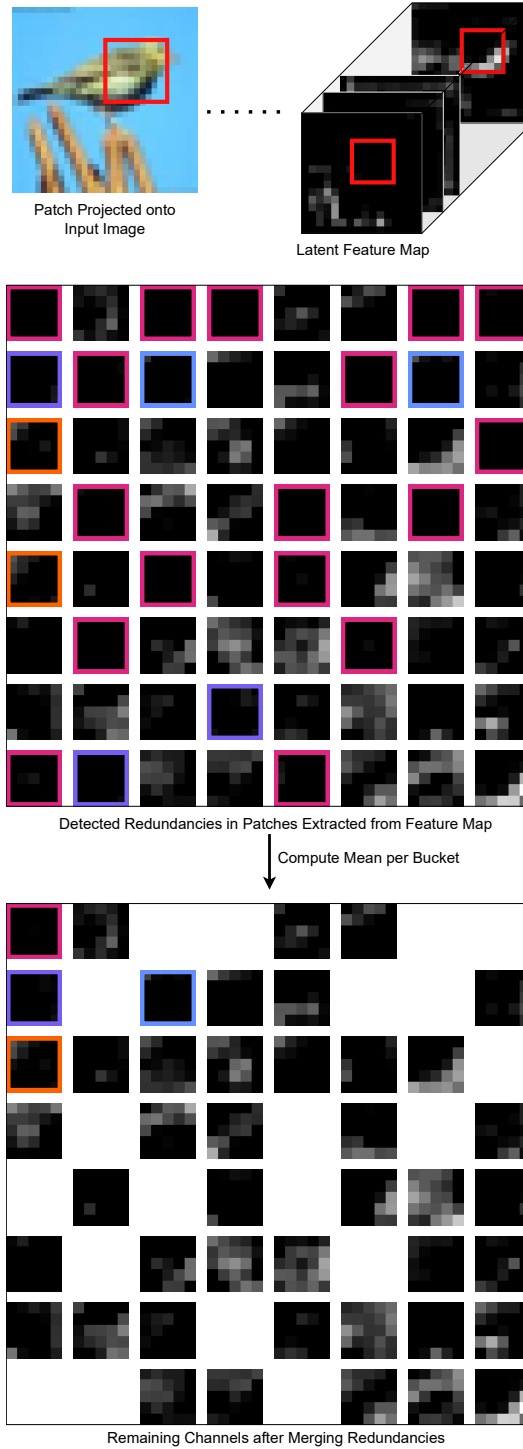 Patch Projected onto
Input Image
Latent Feature Map
Detected Redundancies in Patches Extracted from Feature Map
Compute Mean per Bucket
Remaining Channels after Merging Redundancies